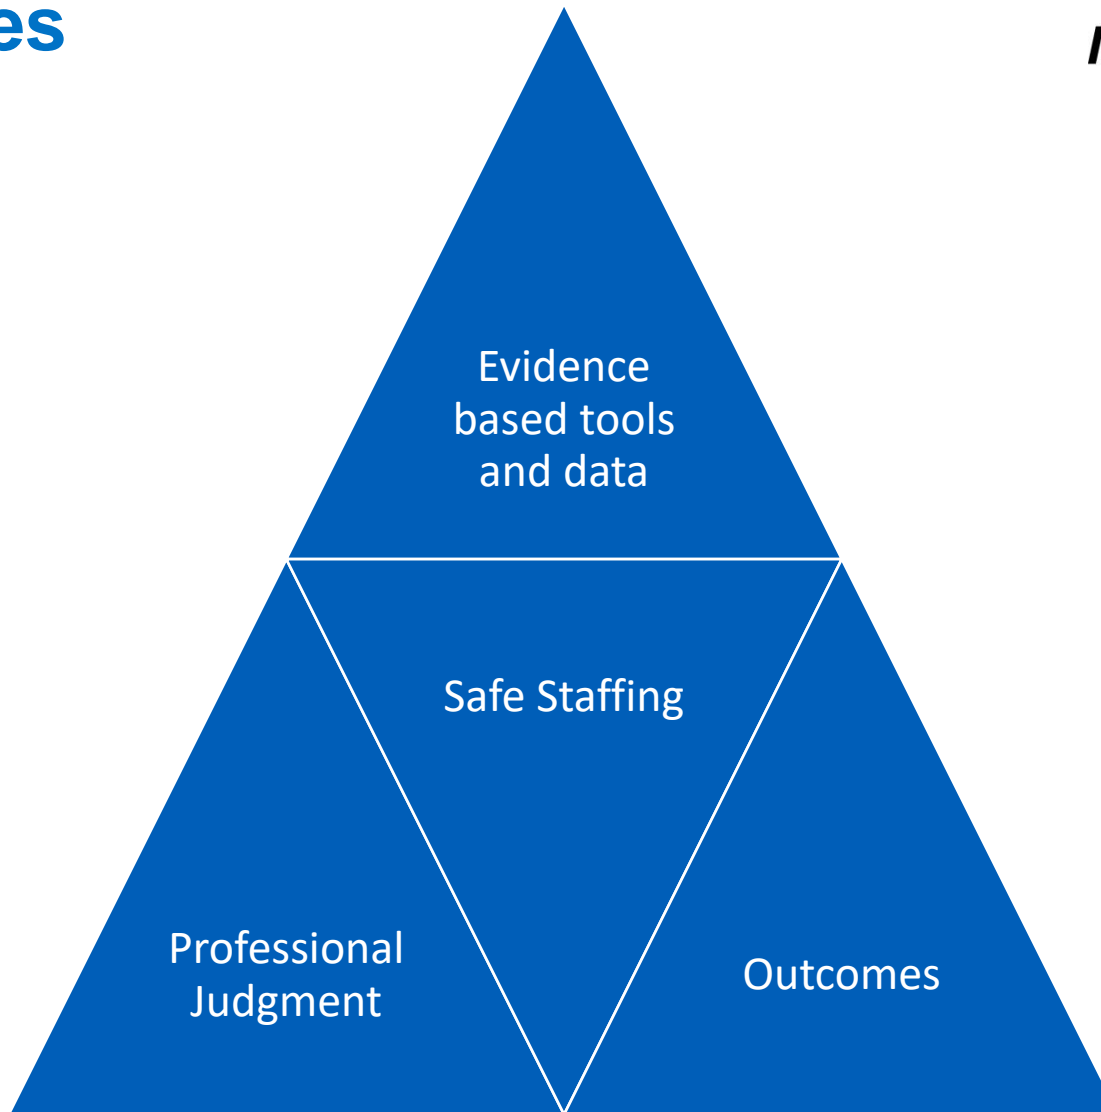 es
Evidence
based tools
and data
Safe Staffing
Professional
Judgment
Outcomes